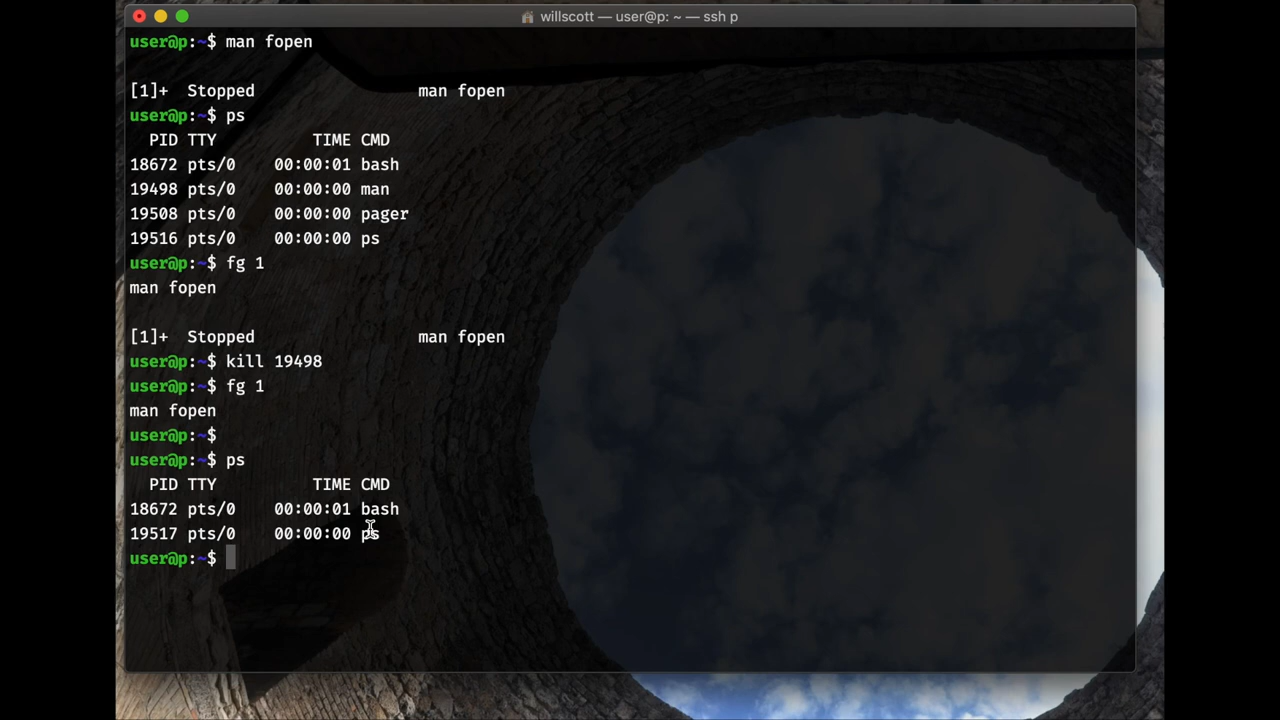 willscott — user@p: ~ — ssh p
user@p:~$ man fopen
[1]+  Stopped                 man fopen
user@p:~$ ps
  PID TTY          TIME CMD
18672 pts/0    00:00:01 bash
19498 pts/0    00:00:00 man
19508 pts/0    00:00:00 pager
19516 pts/0    00:00:00 ps
user@p:~$ fg 1
man fopen
[1]+  Stopped                 man fopen
user@p:~$ kill 19498
user@p:~$ fg 1
man fopen
user@p:~$
user@p:~$ ps
  PID TTY          TIME CMD
18672 pts/0    00:00:01 bash
19517 pts/0    00:00:00 ps
user@p:~$